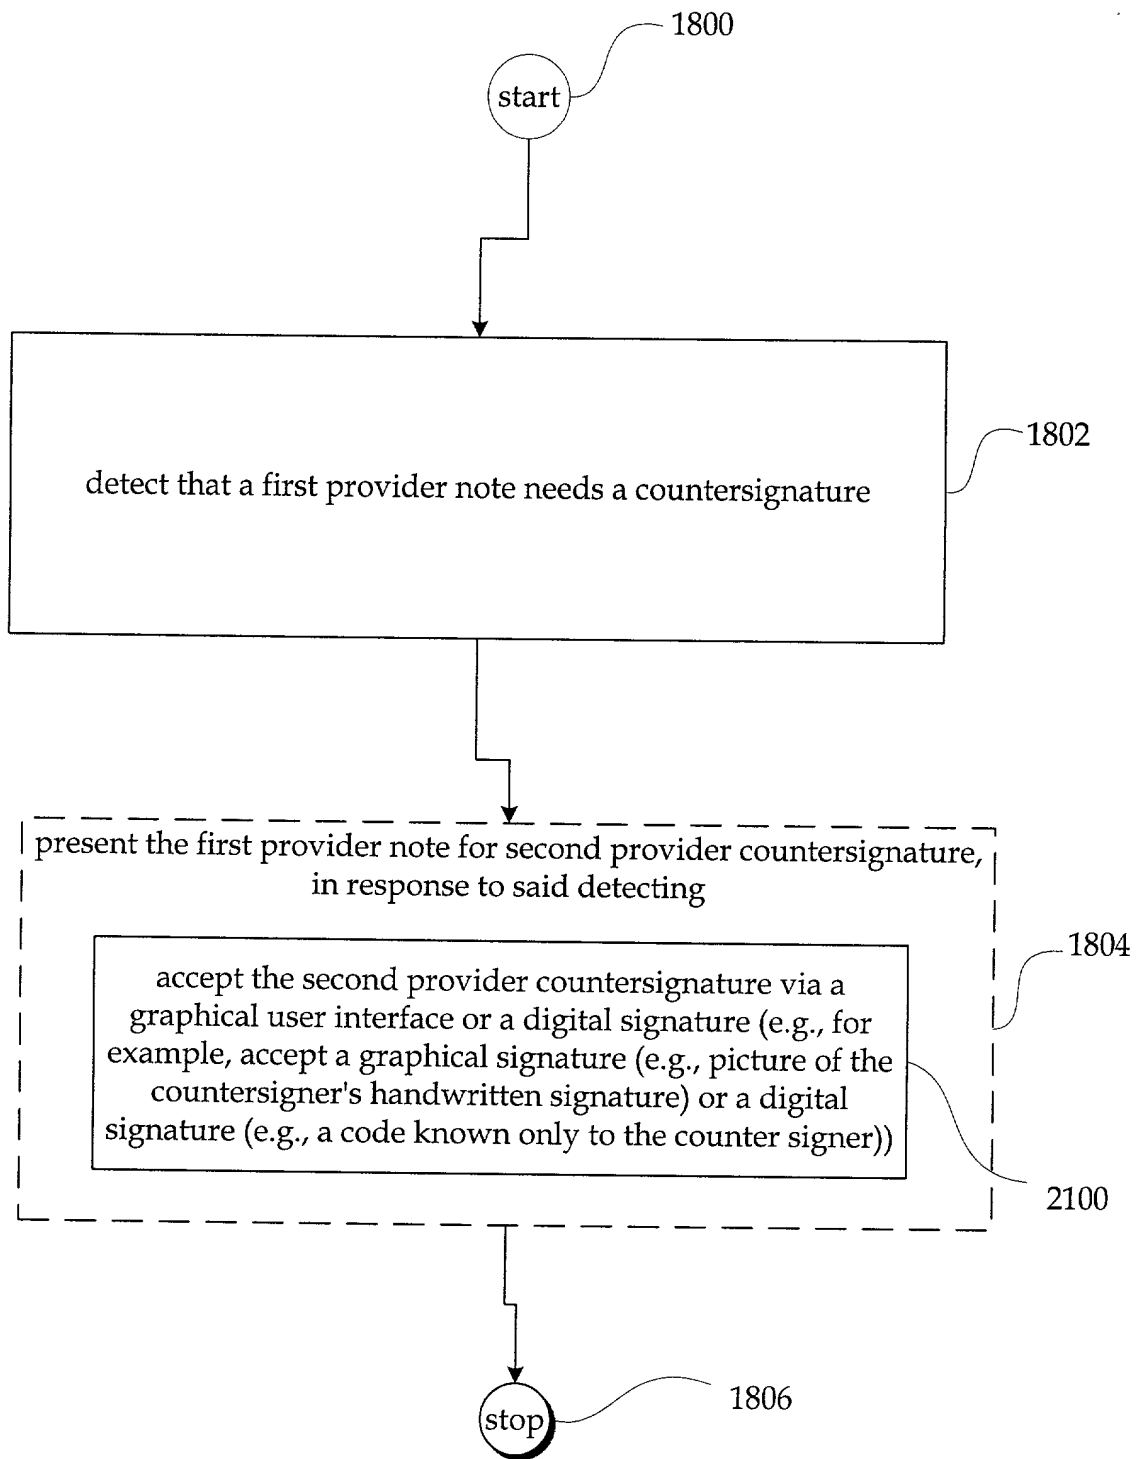 1800
start
1802
detect that a first provider note needs a countersignature
present the first provider note for second provider countersignature,
in response to said detecting
1804
accept the second provider countersignature via a
graphical user interface or a digital signature (e.g., for
example, accept a graphical signature (e.g., picture of the
countersigner's handwritten signature) or a digital
signature (e.g., a code known only to the counter signer))
2100
1806
stop